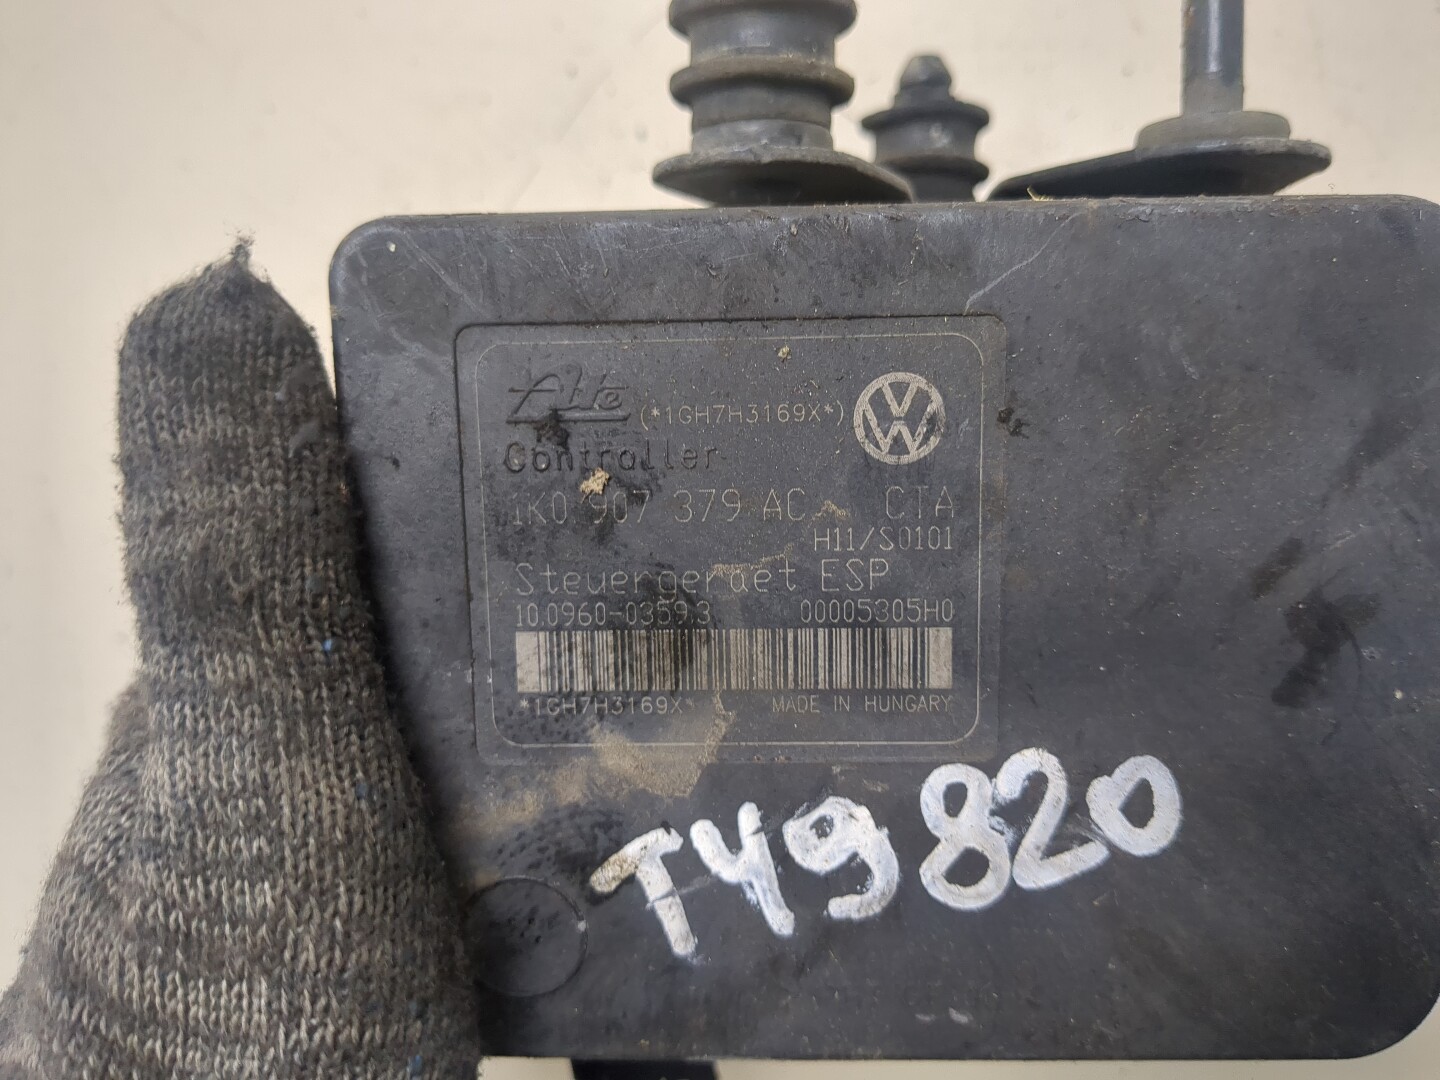 Ate (*1GH7H3169X*)
Controller
1K0 907 379 AC CTA
H11/S0101
Steuergeraet ESP
10.0960-0359.3 00005305H0
*1GH7H3169X* MADE IN HUNGARY
T49820